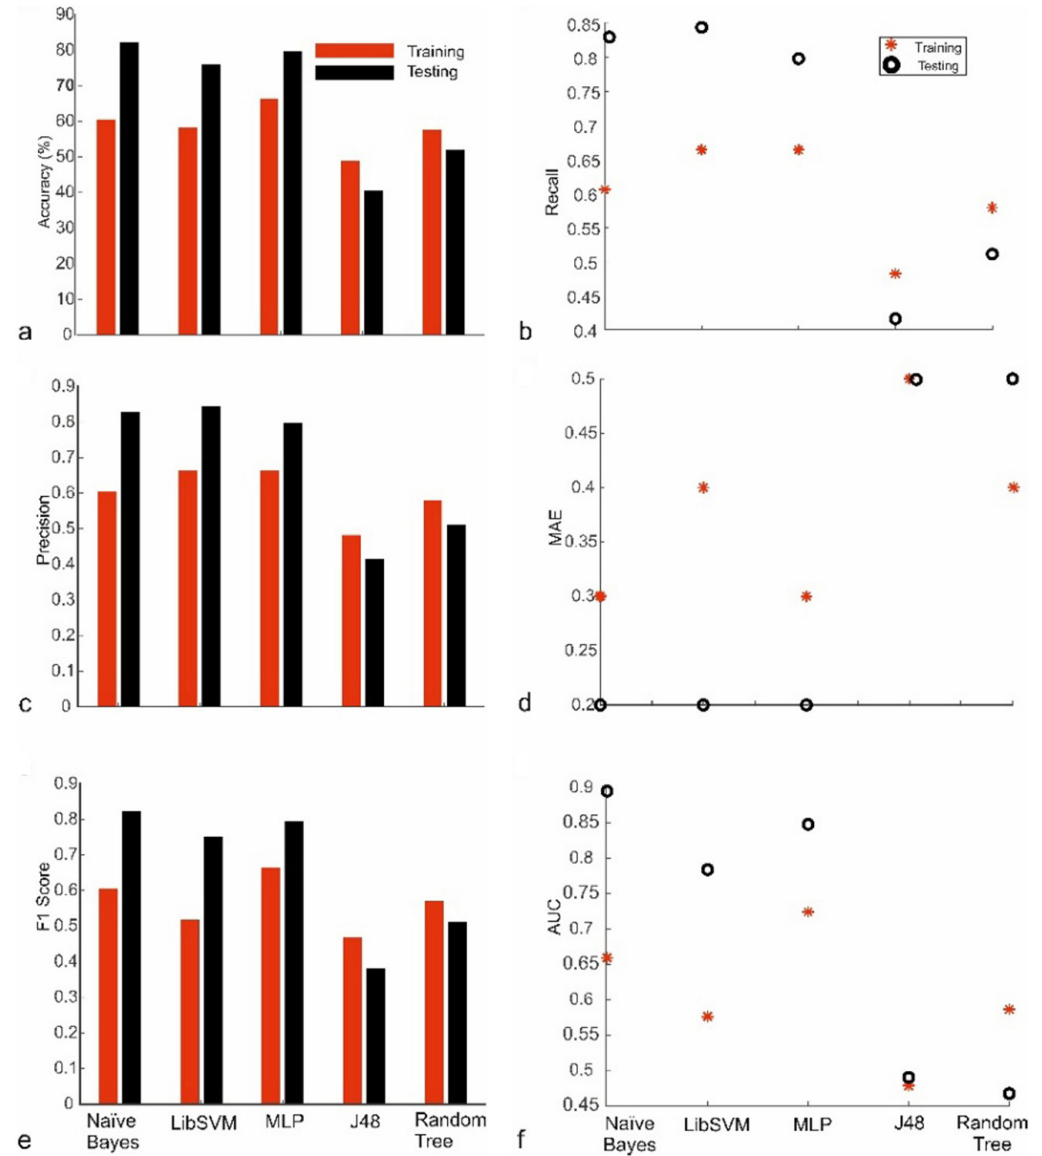 90
80
70
60
50
40
30
20
10
0
Accuracy (%)
Training
Testing
a
0.85
0.8
0.75
0.7
0.65
0.6
0.55
0.5
0.45
0.4
Recall
Training
Testing
b
0.9
0.8
0.7
0.6
0.5
0.4
0.3
0.2
0.1
0
Precision
c
0.5
0.45
0.4
0.35
0.3
0.25
0.2
MAE
d
0.9
0.8
0.7
0.6
0.5
0.4
0.3
0.2
0.1
0
F1 Score
Naïve Bayes
LibSVM
MLP
J48
Random Tree
e
0.9
0.85
0.8
0.75
0.7
0.65
0.6
0.55
0.5
0.45
AUC
Naïve Bayes
LibSVM
MLP
J48
Random Tree
f